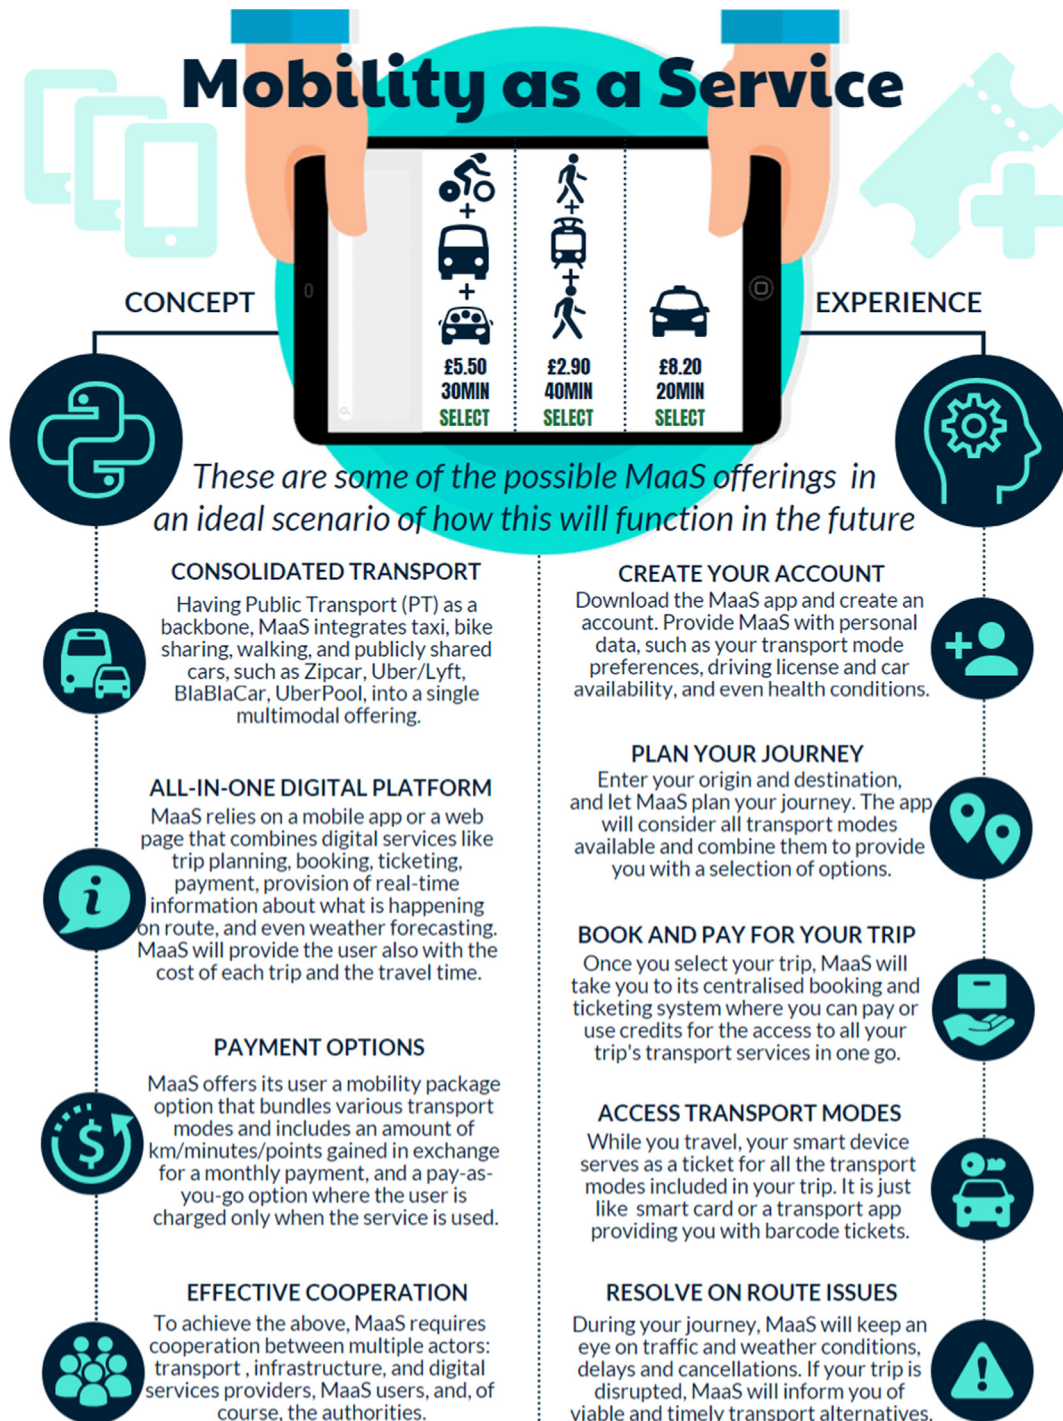 Mobility as a Service
£5.50
30MIN
SELECT
£2.90
40MIN
SELECT
£8.20
20MIN
SELECT
CONCEPT
EXPERIENCE
These are some of the possible MaaS offerings in
an ideal scenario of how this will function in the future
CONSOLIDATED TRANSPORT
Having Public Transport (PT) as a
backbone, MaaS integrates taxi, bike
sharing, walking, and publicly shared
cars, such as Zipcar, Uber/Lyft,
BlaBlaCar, UberPool, into a single
multimodal offering.
ALL-IN-ONE DIGITAL PLATFORM
MaaS relies on a mobile app or a web
page that combines digital services like
trip planning, booking, ticketing,
payment, provision of real-time
information about what is happening
on route, and even weather forecasting.
MaaS will provide the user also with the
cost of each trip and the travel time.
PAYMENT OPTIONS
MaaS offers its user a mobility package
option that bundles various transport
modes and includes an amount of
km/minutes/points gained in exchange
for a monthly payment, and a pay-as-
you-go option where the user is
charged only when the service is used.
EFFECTIVE COOPERATION
To achieve the above, MaaS requires
cooperation between multiple actors:
transport , infrastructure, and digital
services providers, MaaS users, and, of
course, the authorities.
CREATE YOUR ACCOUNT
Download the MaaS app and create an
account. Provide MaaS with personal
data, such as your transport mode
preferences, driving license and car
availability, and even health conditions.
PLAN YOUR JOURNEY
Enter your origin and destination,
and let MaaS plan your journey. The app
will consider all transport modes
available and combine them to provide
you with a selection of options.
BOOK AND PAY FOR YOUR TRIP
Once you select your trip, MaaS will
take you to its centralised booking and
ticketing system where you can pay or
use credits for the access to all your
trip's transport services in one go.
ACCESS TRANSPORT MODES
While you travel, your smart device
serves as a ticket for all the transport
modes included in your trip. It is just
like smart card or a transport app
providing you with barcode tickets.
RESOLVE ON ROUTE ISSUES
During your journey, MaaS will keep an
eye on traffic and weather conditions,
delays and cancellations. If your trip is
disrupted, MaaS will inform you of
viable and timely transport alternatives.